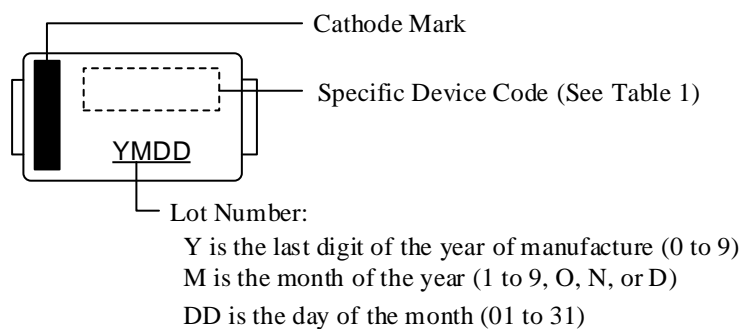 Cathode Mark
Specific Device Code (See Table 1)
YMDD
Lot Number:
Y is the last digit of the year of manufacture (0 to 9)
M is the month of the year (1 to 9, O, N, or D)
DD is the day of the month (01 to 31)